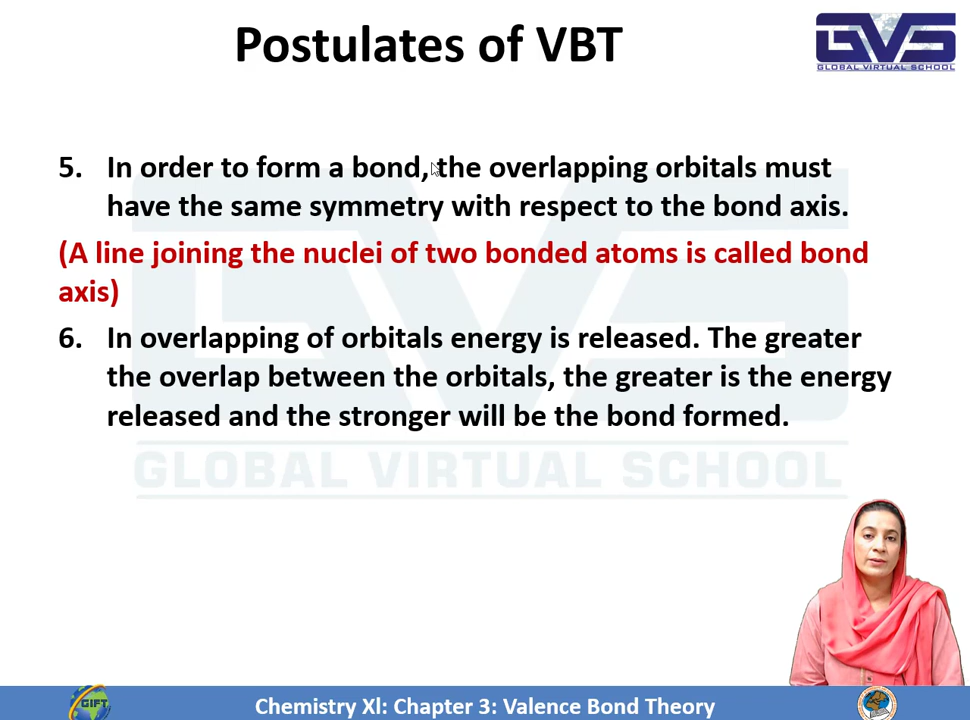 Postulates of VBT
GVS
GLOBAL VIRTUAL SCHOOL
5. In order to form a bond, the overlapping orbitals must
have the same symmetry with respect to the bond axis.
(A line joining the nuclei of two bonded atoms is called bond
axis)
6. In overlapping of orbitals energy is released. The greater
the overlap between the orbitals, the greater is the energy
released and the stronger will be the bond formed.
GLOBAL VIRTUAL SCHOOL
GIFT
Chemistry Xl: Chapter 3: Valence Bond Theory